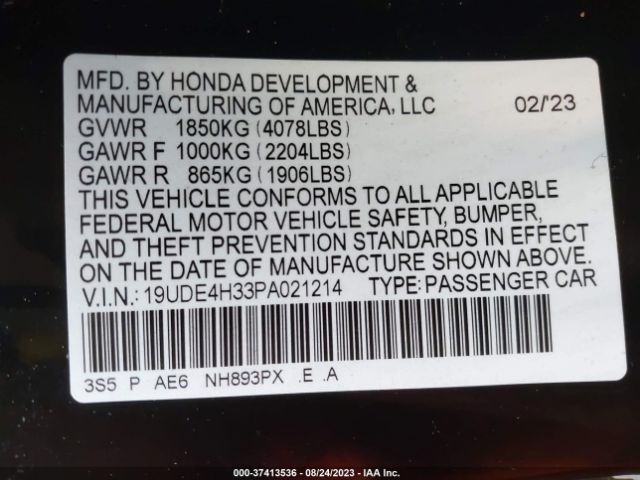 MFD. BY HONDA DEVELOPMENT &
MANUFACTURING OF AMERICA, LLC 02/'23
GVWR 1850KG (4078LBS)
GAWR F 1000KG (2204LBS)
GAWR R 865KG (1906LBS)
THIS VEHICLE CONFORMS TO ALL APPLICABLE
FEDERAL MOTOR VEHICLE SAFETY, BUMPER,
AND THEFT PREVENTION STANDARDS IN EFFECT
ON THE DATE OF MANUFACTURE SHOWN ABOVE.
V.I.N.: 19UDE4H33PA021214 TYPE: PASSENGER CAR
3S5 P AE6 NH893PX .E .A
000-37413536 - 08/24/2023 - IAA Inc.